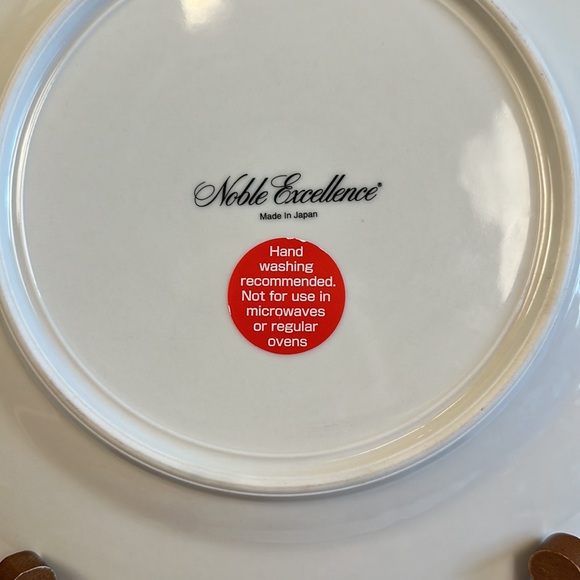 Noble Excellence®
Made In Japan
Hand
washing
recommended.
Not for use in
microwaves
or regular
ovens